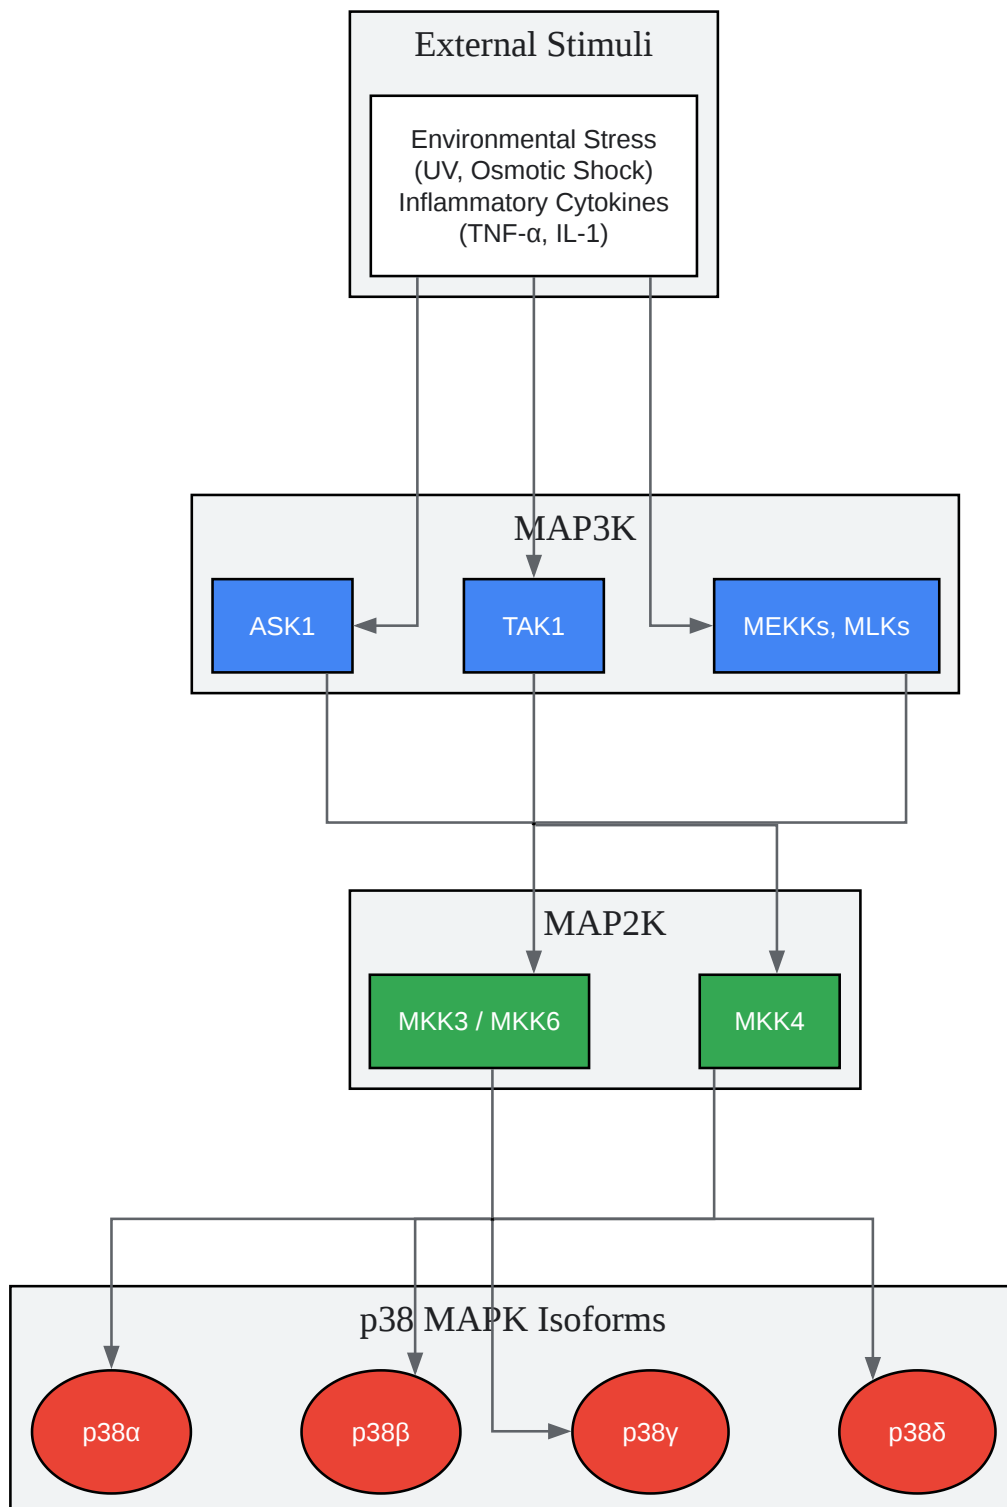 External Stimuli
Environmental Stress
(UV, Osmotic Shock)
Inflammatory Cytokines
(TNF-α, IL-1)
MAP3K
ASK1
TAK1
MEKKs, MLKs
MAP2K
MKK3 / MKK6
MKK4
p38 MAPK Isoforms
p38α
p38β
p38γ
p38δ